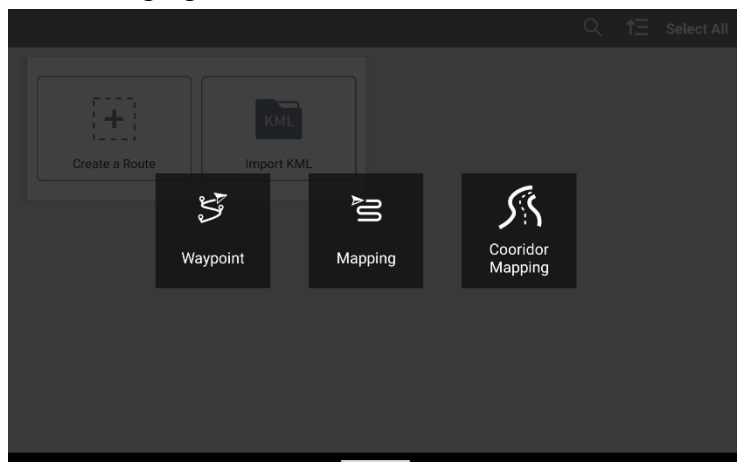 Select All
KML
Create a Route
Import KML
Waypoint
Mapping
Cooridor
Mapping